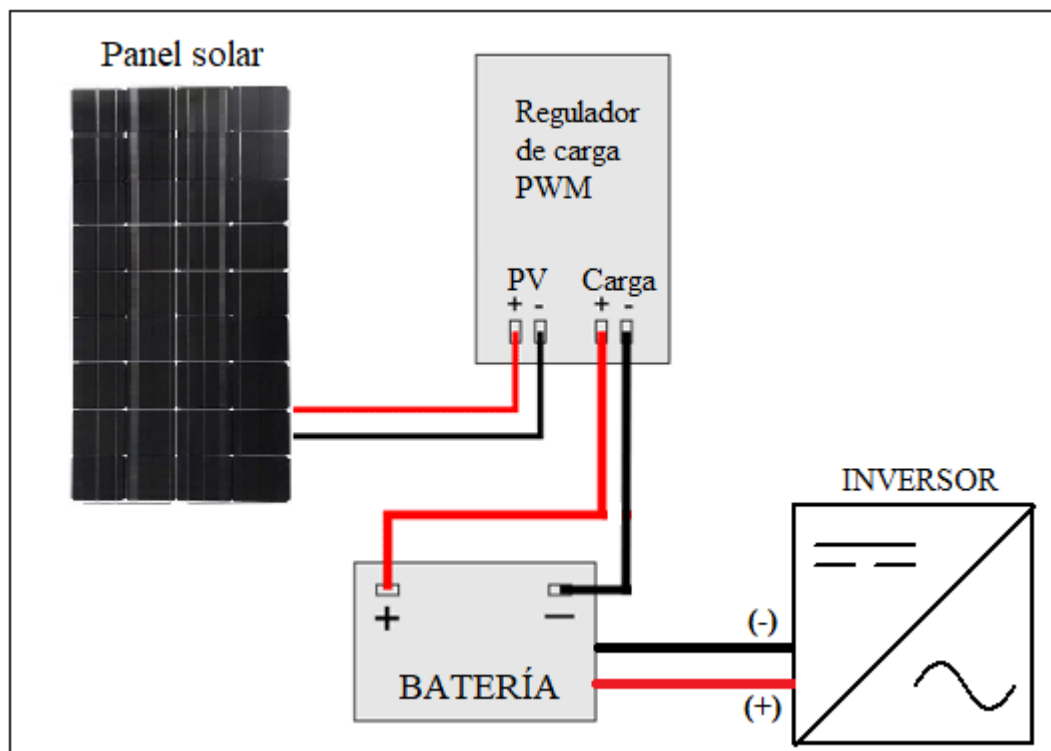 Panel solar
Regulador
de carga
PWM
PV Carga
+ - + -
INVERSOR
+ —
(-)
BATERÍA
(+)